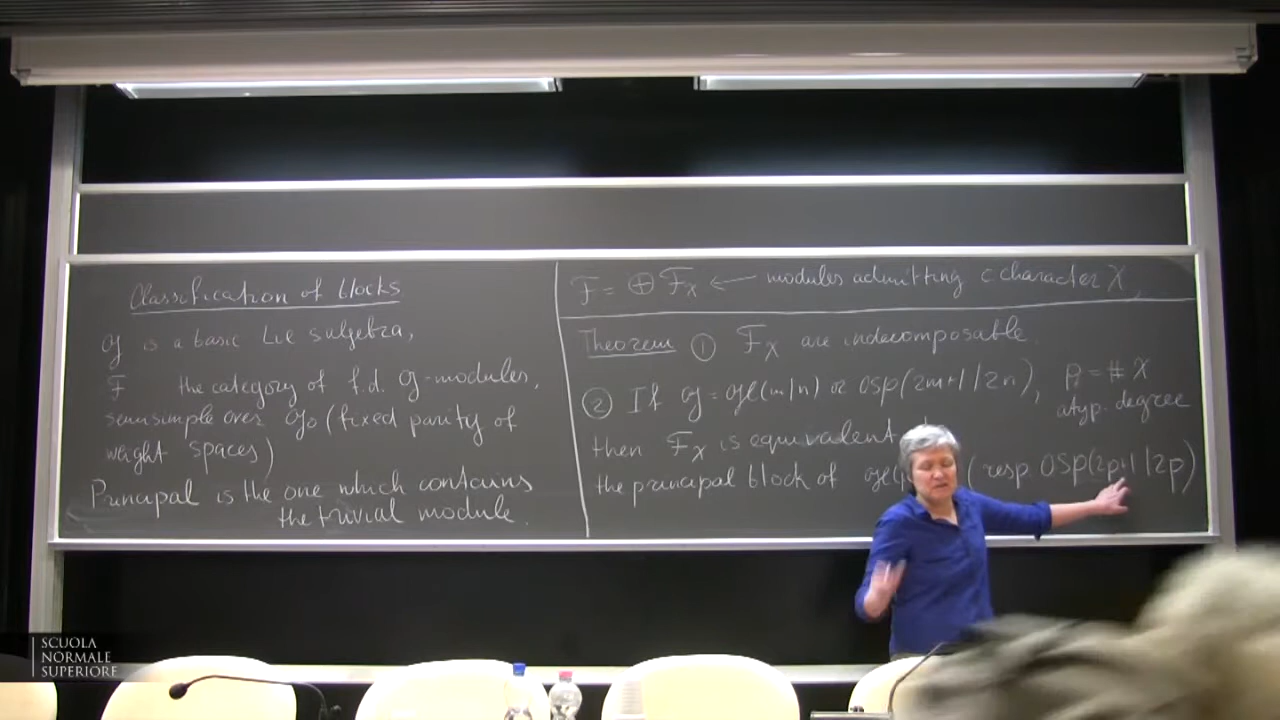 Classification of blocks
𝔤 is a basic Lie sulgebra,
F the category of f.d. 𝔤-modules,
semisimple over 𝔤₀ (fixed parity of
weight spaces)
Principal is the one which contains
the trivial module.
F = ⊕ Fχ ← modules admitting c. character χ,
Theorem ① Fχ are indecomposable.
② If 𝔤 = gl(m|n) or osp(2m+1|2n), p = # χ
atyp. degree
then Fχ is equivalent
the principal block of gl( (resp osp(2p+1|2p)
SCUOLA
NORMALE
SUPERIORE